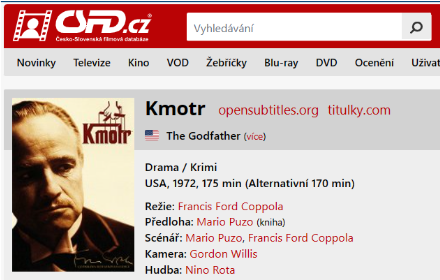 ČSFD.cz
Česko-Slovenská filmová databáze
Vyhledávání
Novinky Televize Kino VOD Žebříčky Blu-ray DVD Ocenění Uživat
Kmotr opensubtitles.org titulky.com
The Godfather (více)
Kmotr
Drama / Krimi
USA, 1972, 175 min (Alternativní 170 min)
Režie: Francis Ford Coppola
Předloha: Mario Puzo (kniha)
Scénář: Mario Puzo, Francis Ford Coppola
Kamera: Gordon Willis
Hudba: Nino Rota